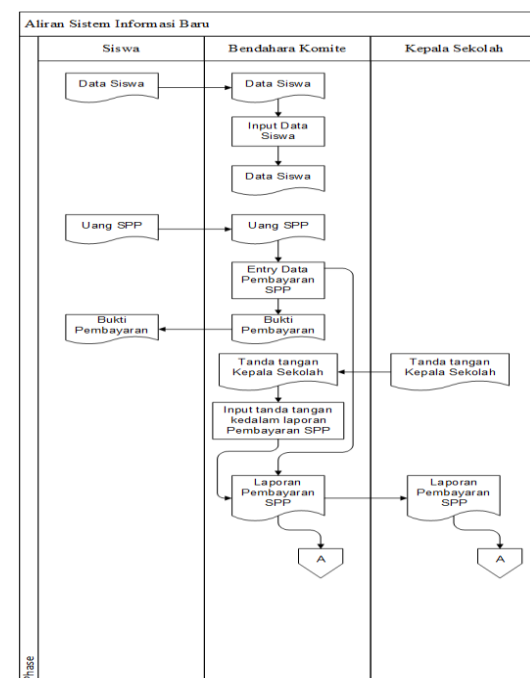 Aliran Sistem Informasi Baru
Siswa
Bendahara Komite
Kepala Sekolah
Data Siswa
Data Siswa
Input Data
Siswa
Data Siswa
Uang SPP
Uang SPP
Entry Data
Pembayaran
SPP
Bukti
Pembayaran
Bukti
Pembayaran
Tanda tangan
Kepala Sekolah
Tanda tangan
Kepala Sekolah
Input tanda tangan
kedalam laporan
Pembayaran SPP
Laporan
Pembayaran
SPP
Laporan
Pembayaran
SPP
A
A
Phase